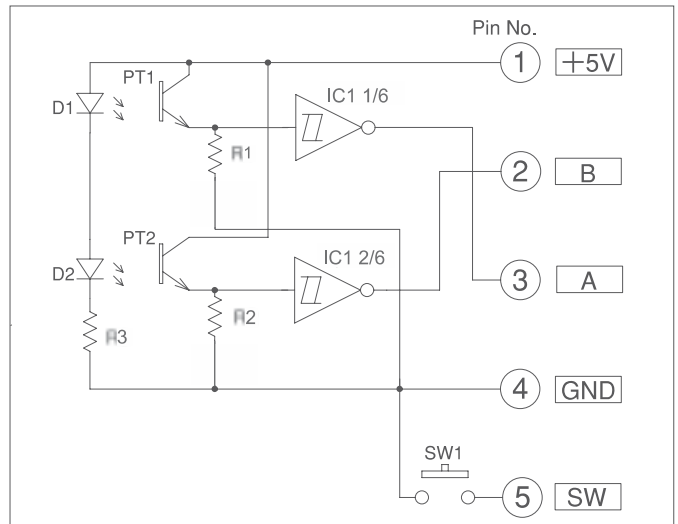 Pin No.
1 +5V
PT1
IC1 1/6
D1
R1
2 B
PT2
IC1 2/6
D2
3 A
R2
R3
4 GND
SW1
5 SW